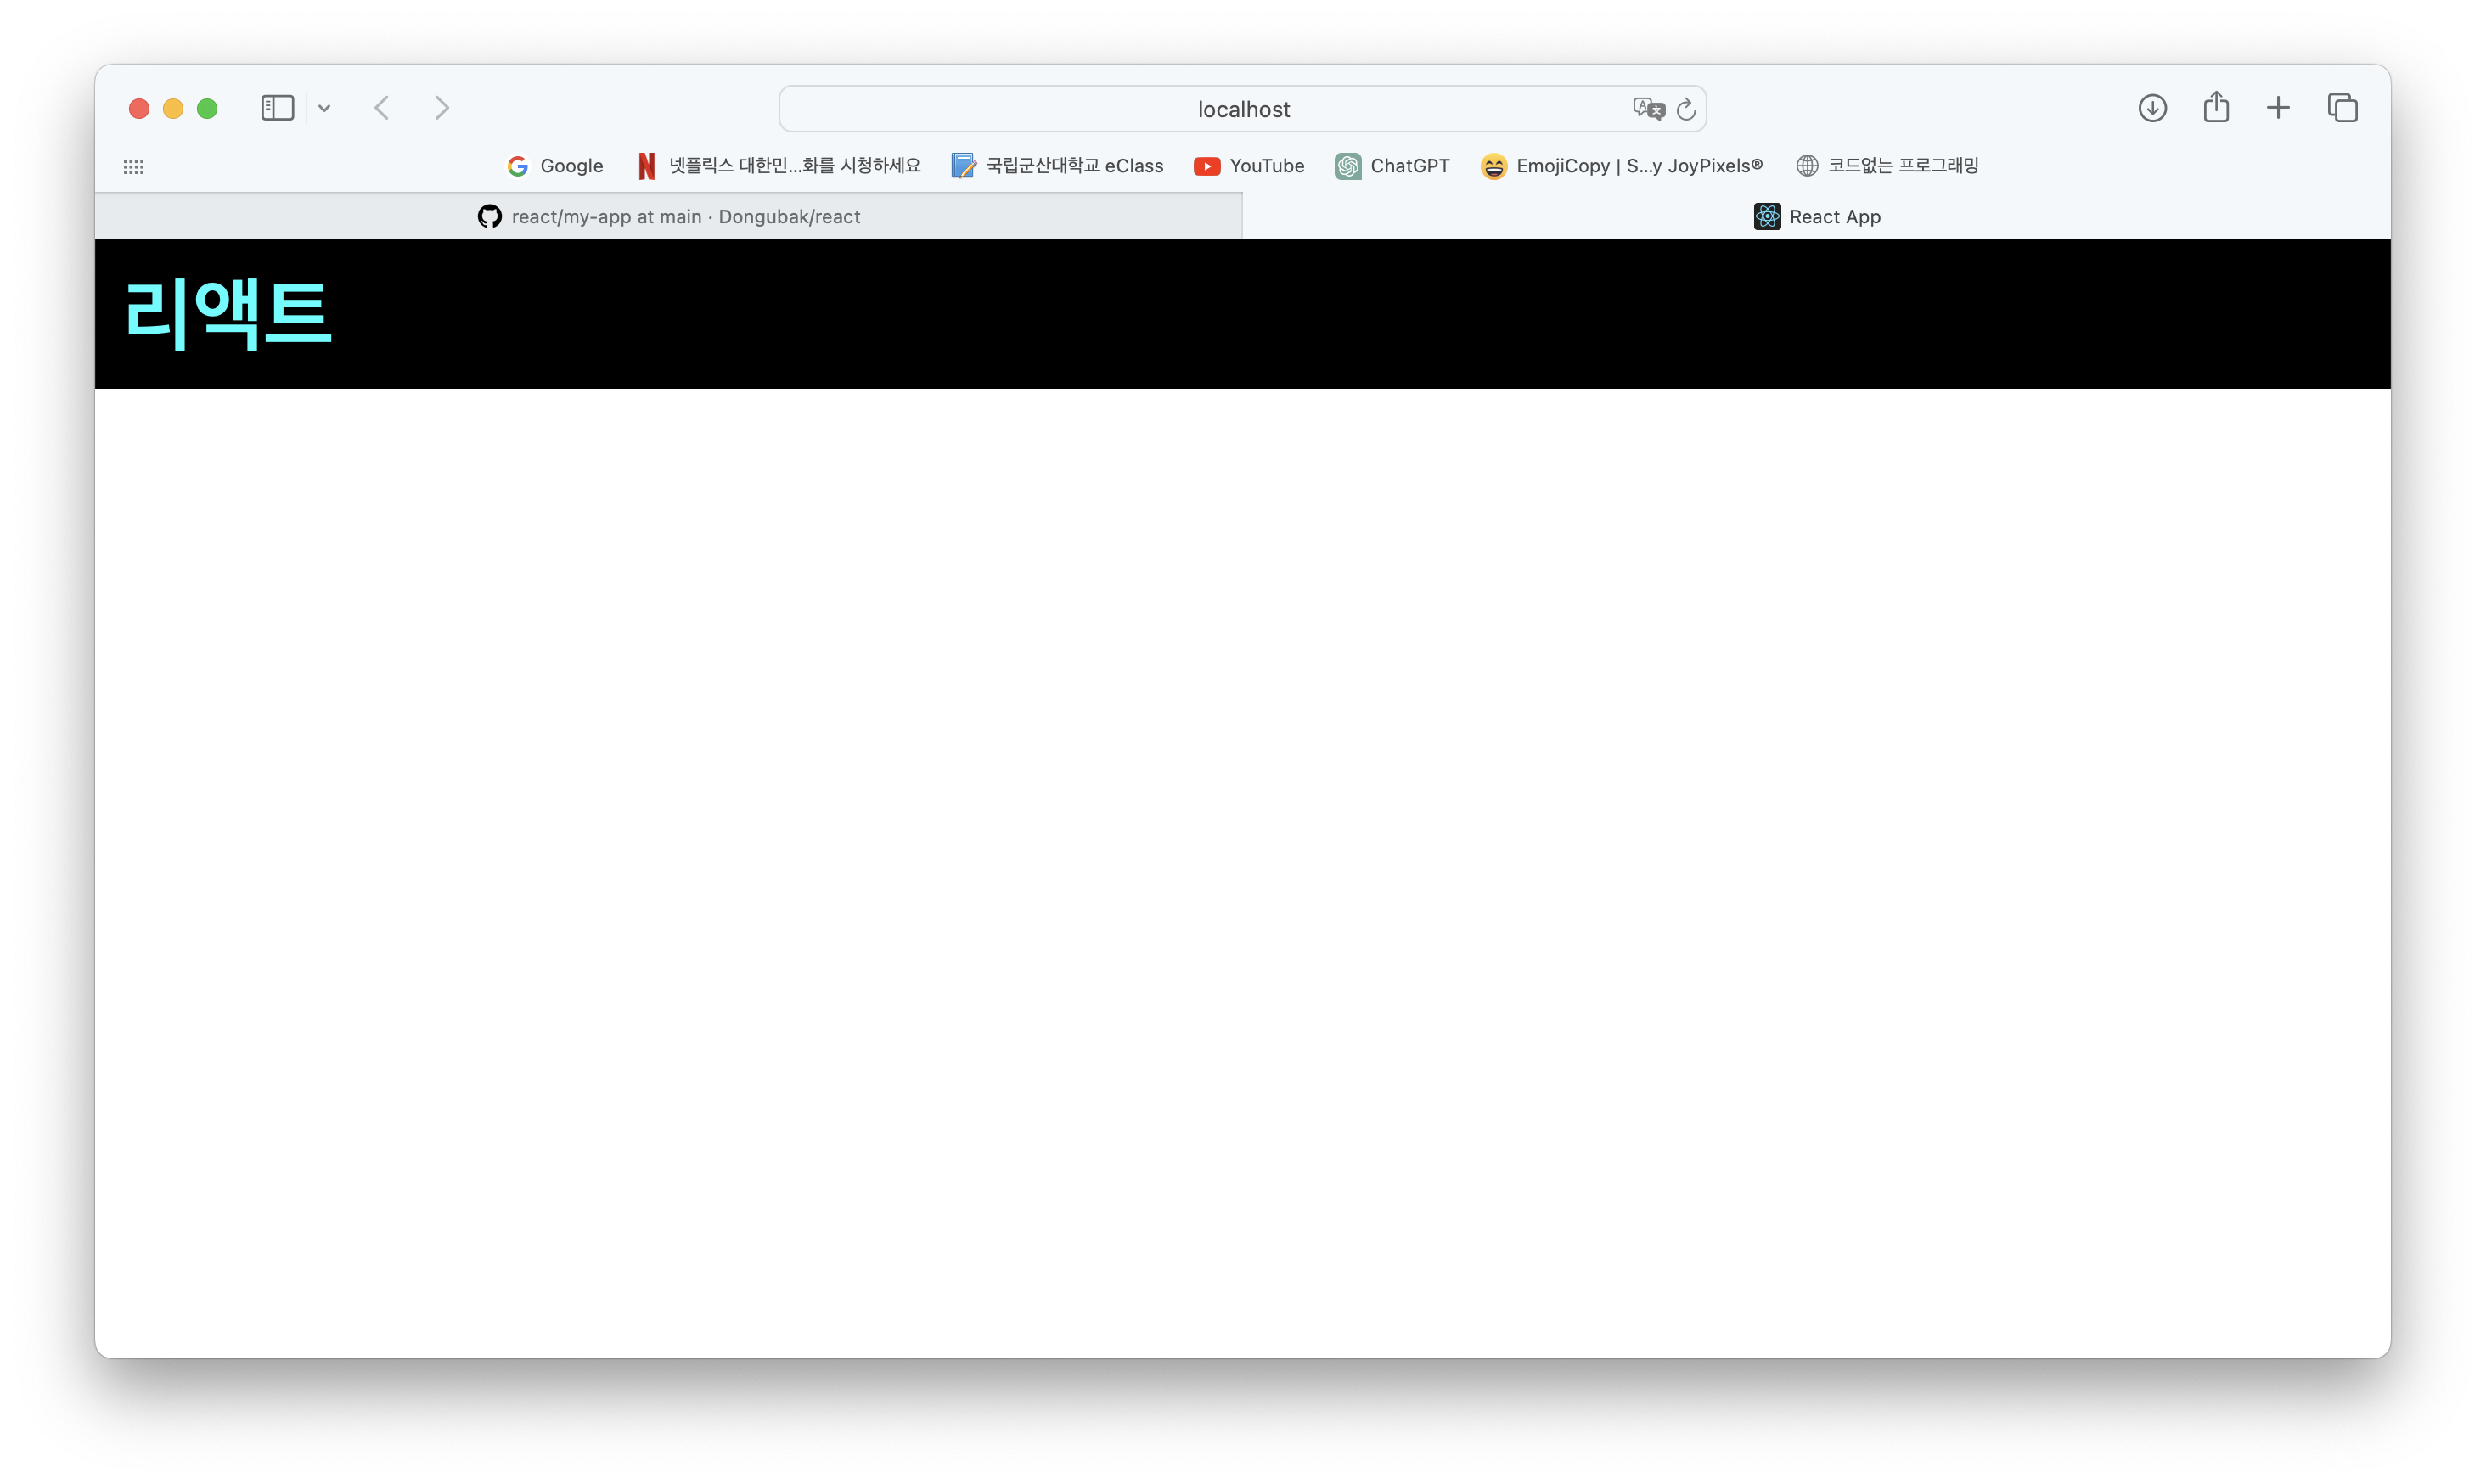 localhost
Google
넷플릭스 대한민...화를 시청하세요
국립군산대학교 eClass
YouTube
ChatGPT
EmojiCopy | S...y JoyPixels®
코드없는 프로그래밍
react/my-app at main · Dongubak/react
React App
리액트